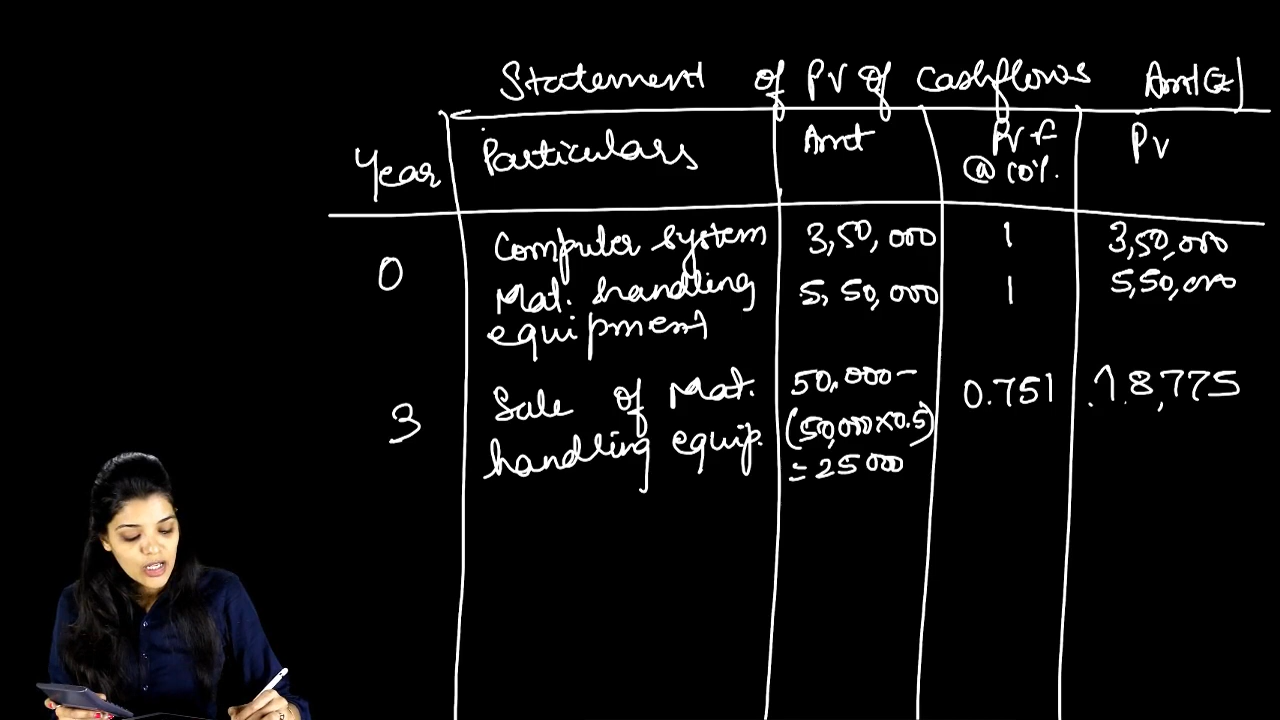 Statement of PV of Cashflows Amt(₹)
Year Particulars Amt PVF @ 10% PV
0 Computer system 3,50,000 1 3,50,000
Mat. handling equipment 5,50,000 1 5,50,000
3 Sale of Mat. handling equip. 50,000- (50,000×0.5) = 25000 0.751 18,775